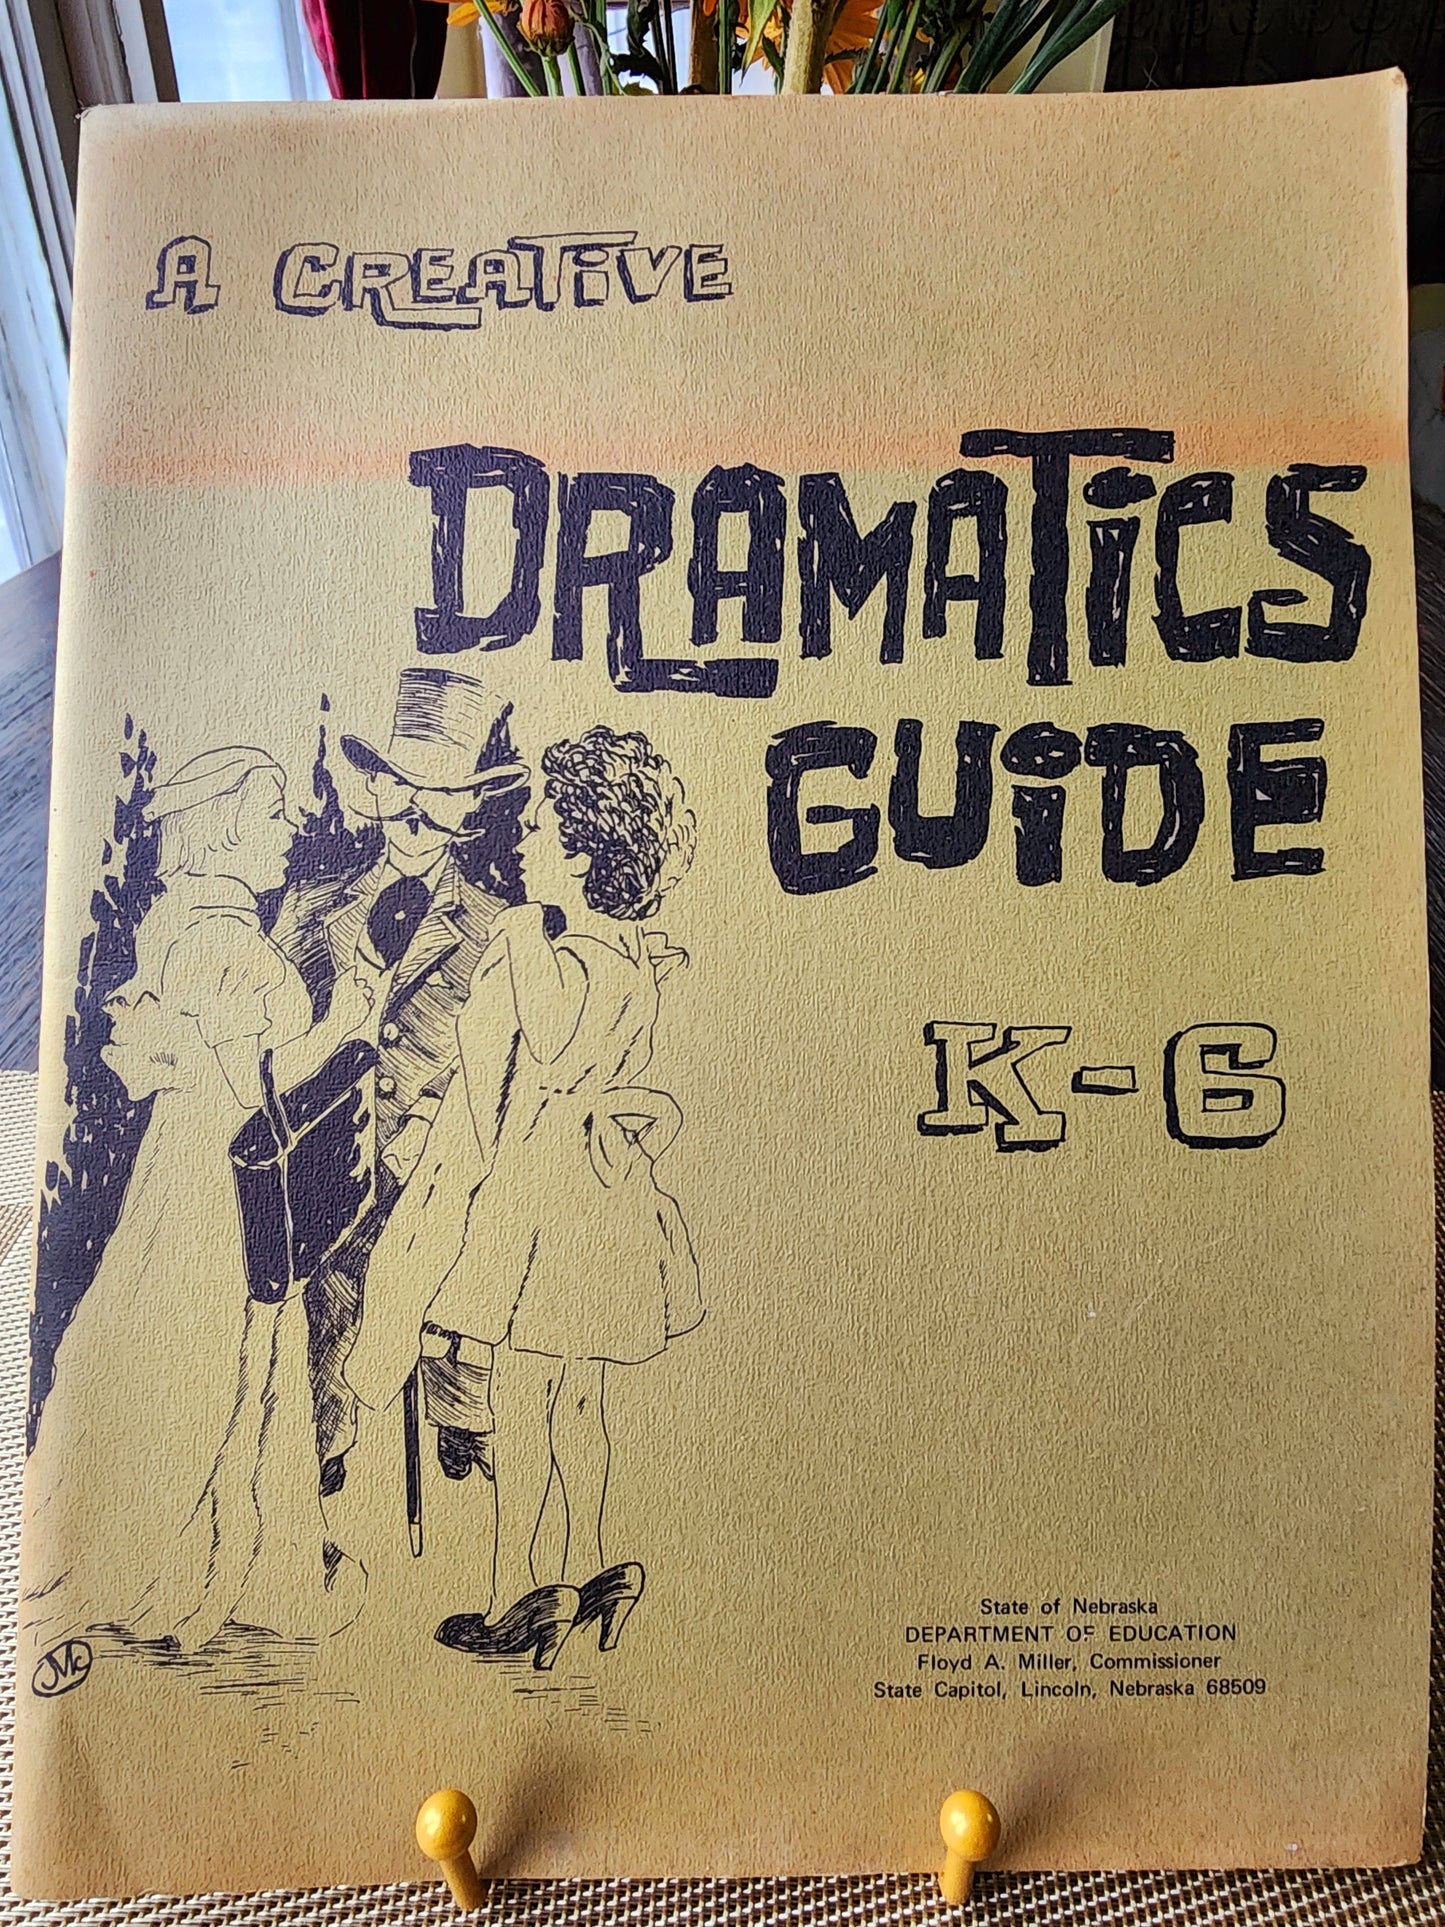 A CREATiVE
DRAMATiCS
GUiDE
K-6
State of Nebraska
DEPARTMENT OF EDUCATION
Floyd A. Miller, Commissioner
State Capitol, Lincoln, Nebraska 68509
JMc